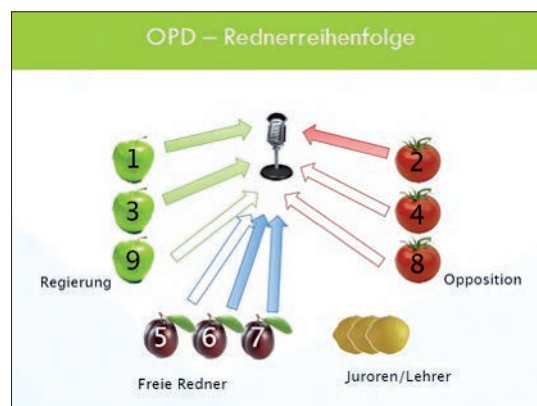 OPD – Rednerreihenfolge
1
2
3
4
9
8
Regierung
Opposition
5 6 7
Freie Redner
Juroren/Lehrer